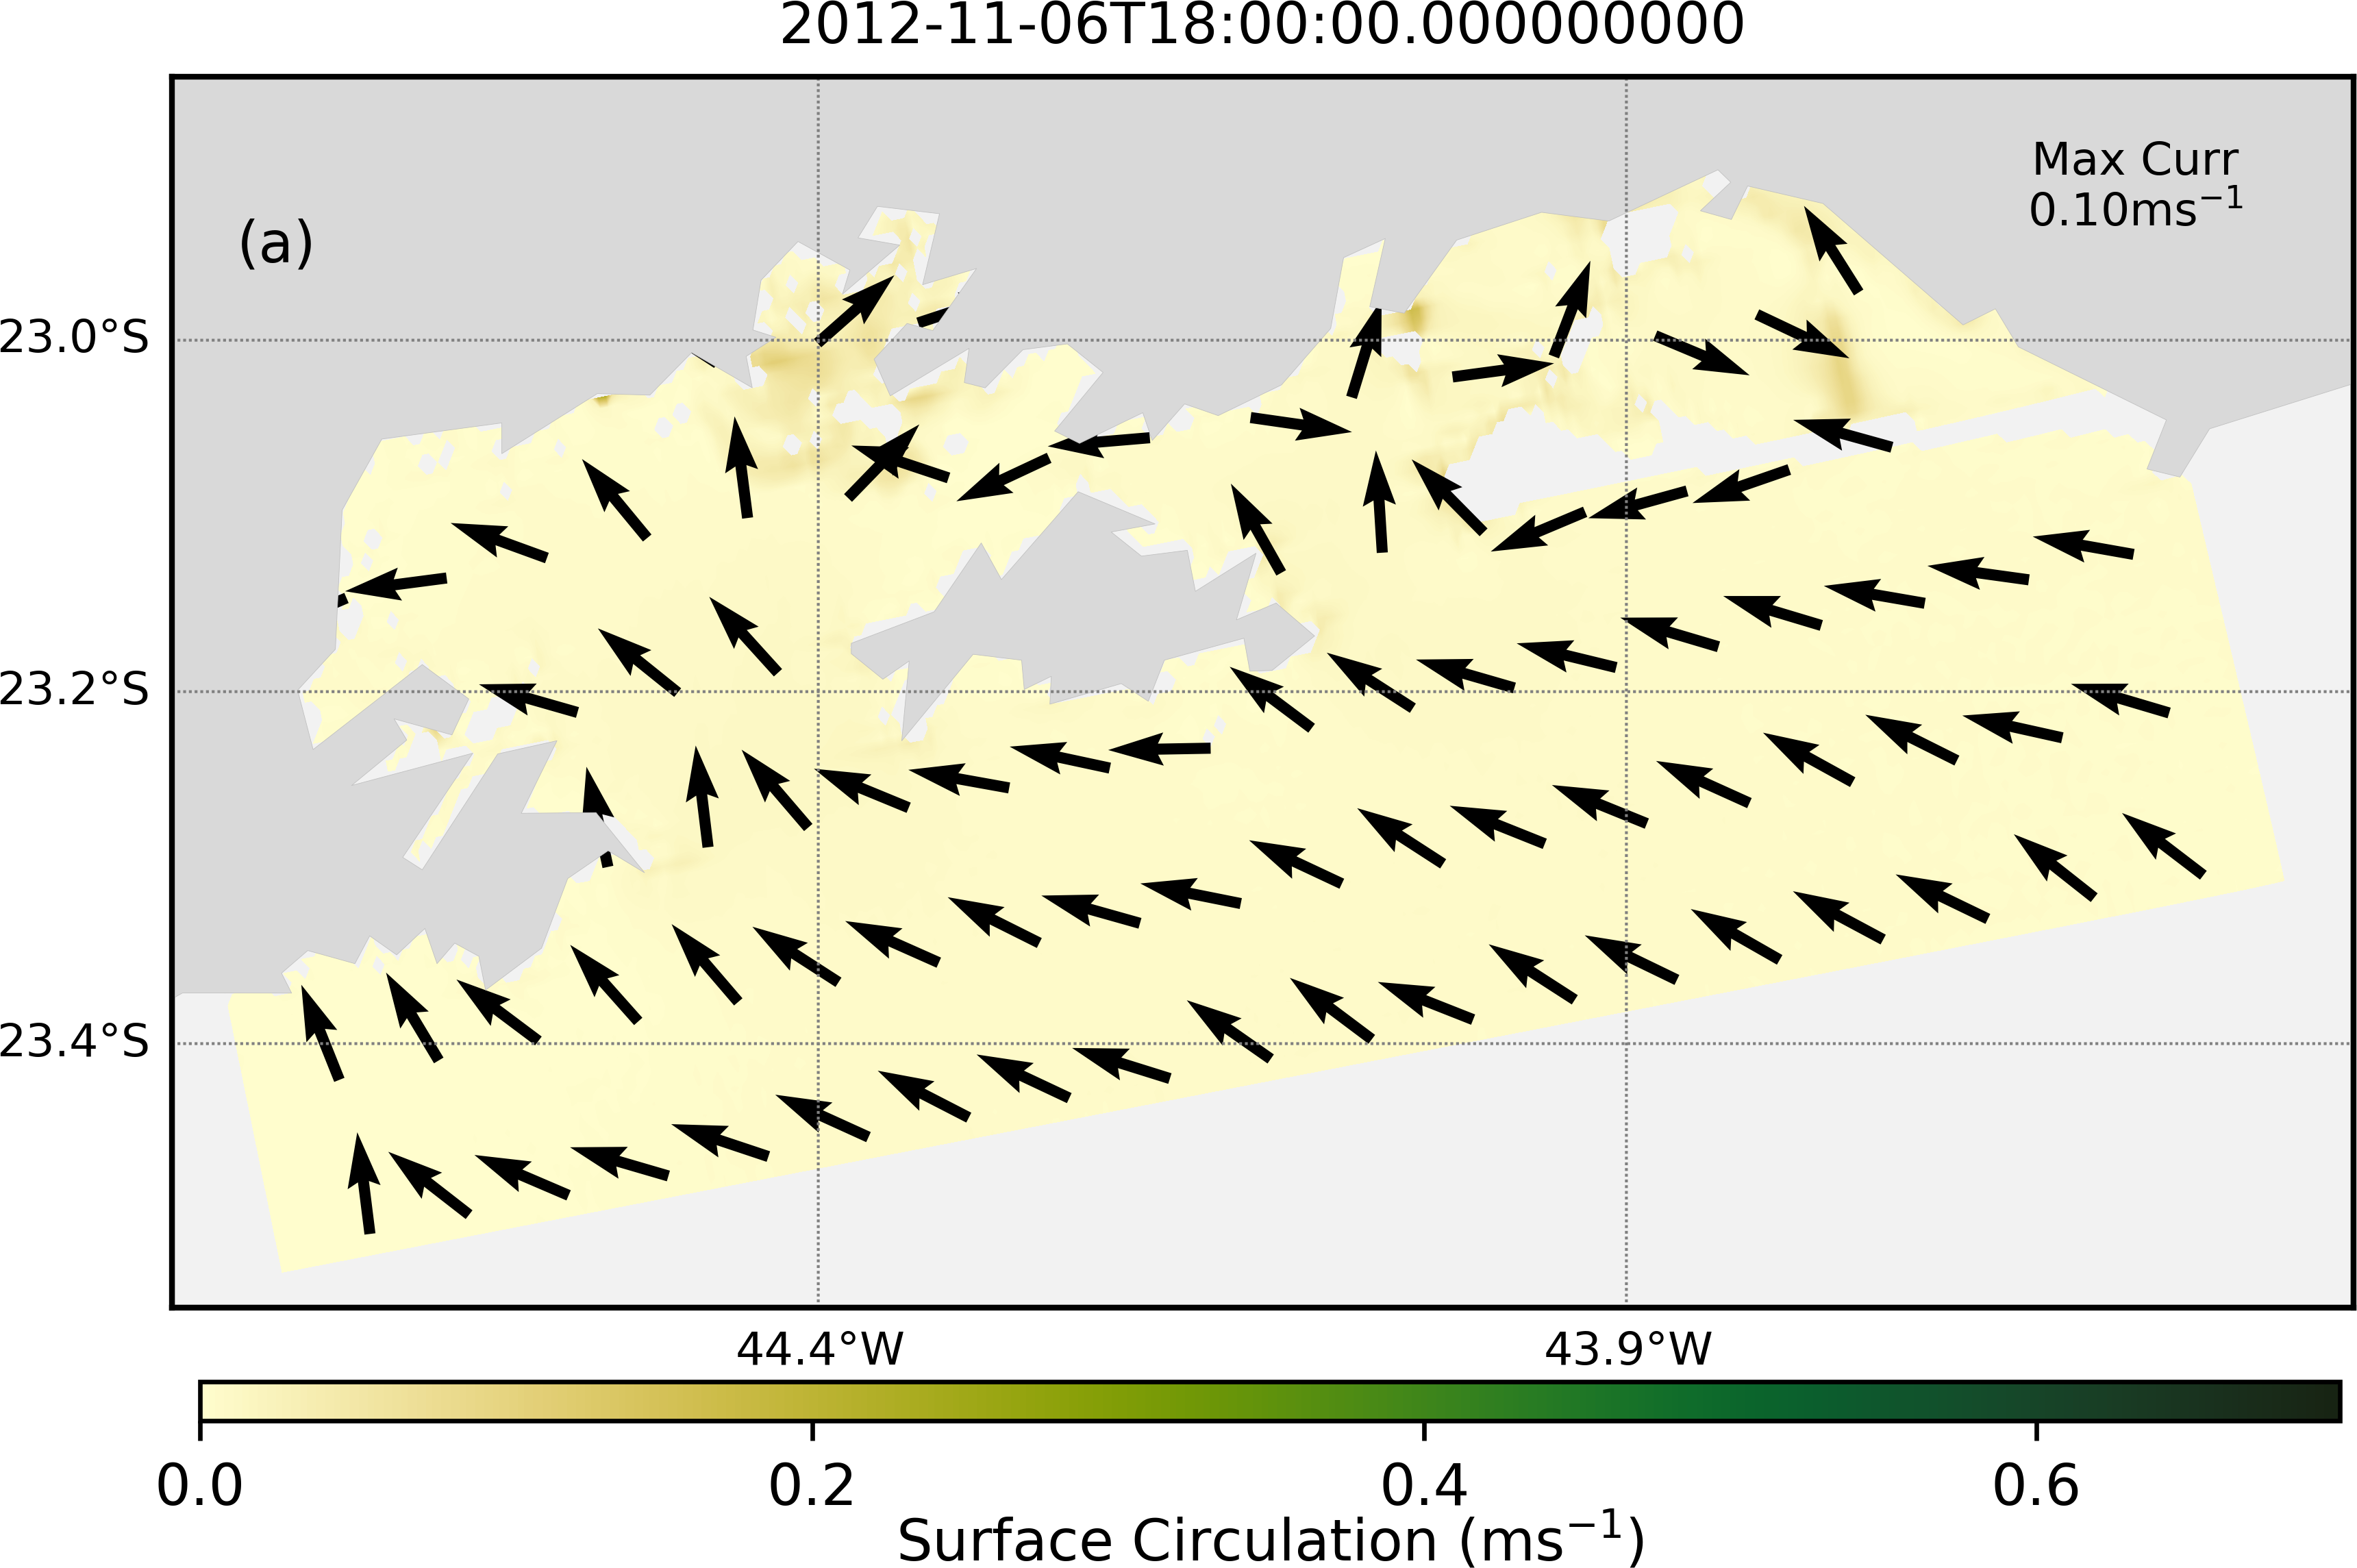 2012-11-06T18:00:00.000000000
Max Curr
0.10ms⁻¹
(a)
23.0°S
23.2°S
23.4°S
44.4°W 43.9°W
0.0 0.2 0.4 0.6
Surface Circulation (ms⁻¹)